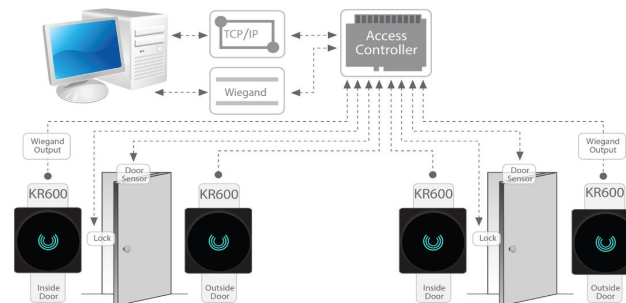 TCP/IP
Access
Controller
Wiegand
Wiegand
Output
Wiegand
Output
Door
Sensor
Door
Sensor
KR600
KR600
KR600
KR600
Lock
Lock
Inside
Door
Outside
Door
Inside
Door
Outside
Door